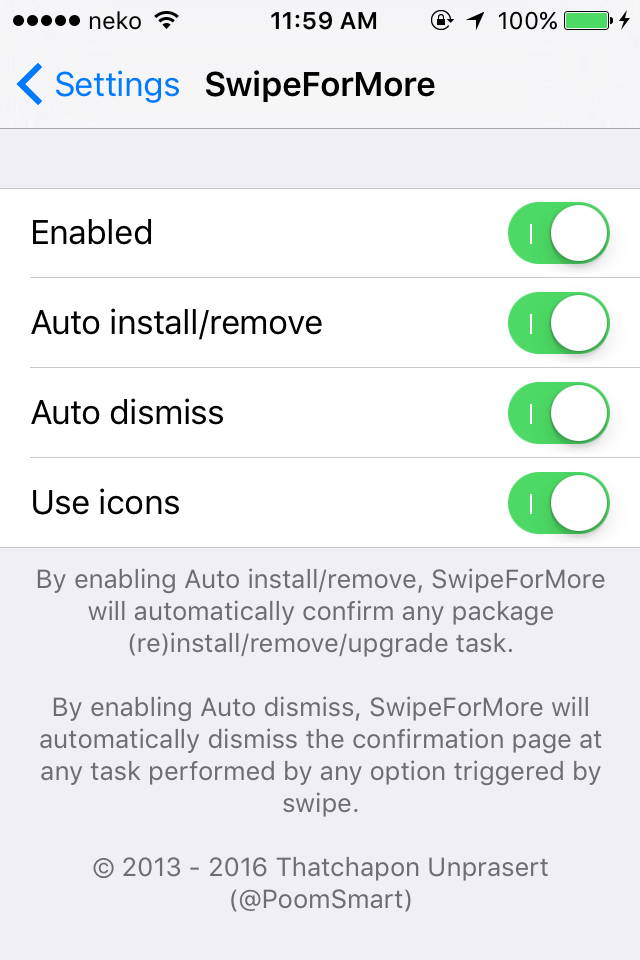 neko 11:59 AM 100%
Settings SwipeForMore
Enabled
Auto install/remove
Auto dismiss
Use icons
By enabling Auto install/remove, SwipeForMore
will automatically confirm any package
(re)install/remove/upgrade task.
By enabling Auto dismiss, SwipeForMore will
automatically dismiss the confirmation page at
any task performed by any option triggered by
swipe.
© 2013 - 2016 Thatchapon Unprasert
(@PoomSmart)